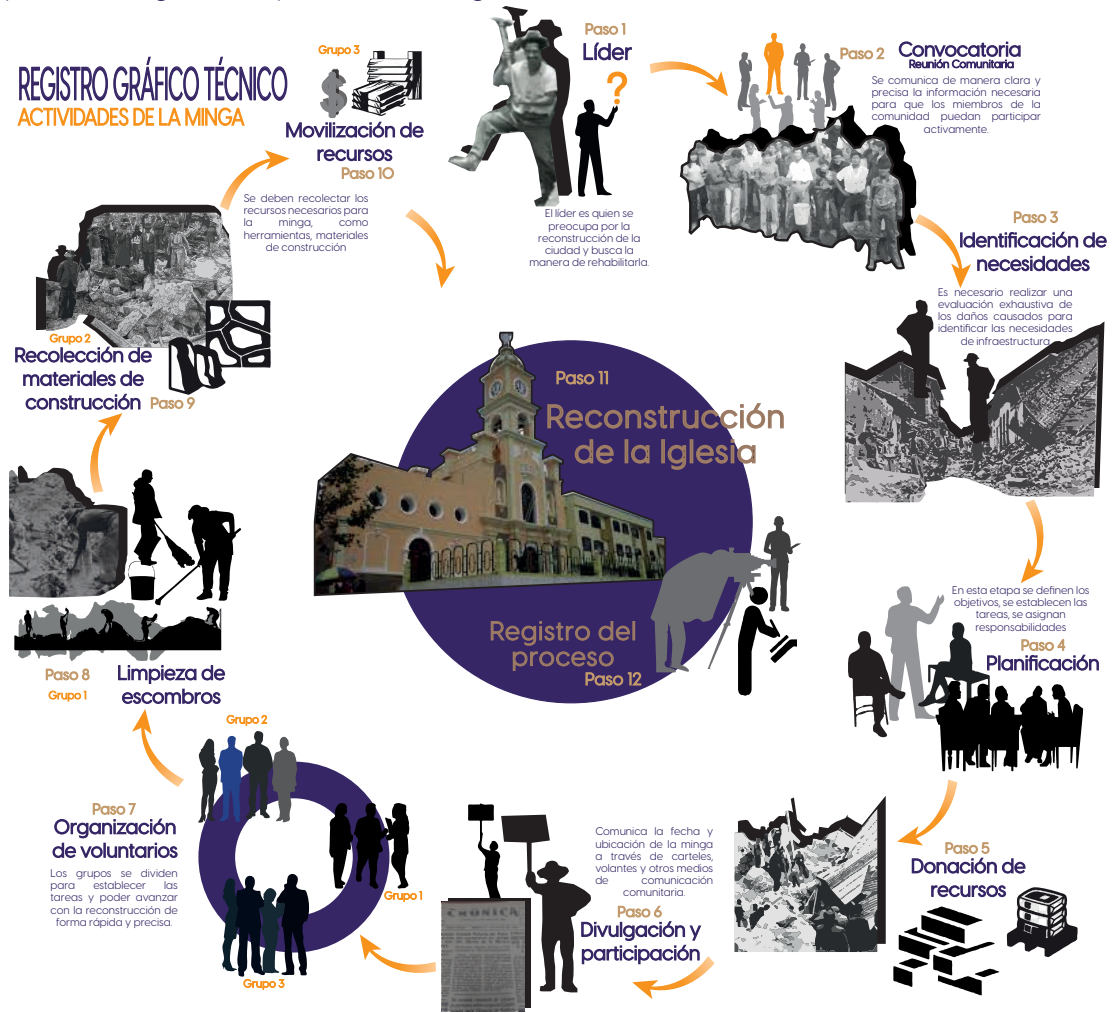 REGISTRO GRÁFICO TÉCNICO
ACTIVIDADES DE LA MINGA
Paso 1
Líder
El líder es quien se
preocupa por la
reconstrucción de la
ciudad y busca la
manera de rehabilitarla.
?
Paso 2
Convocatoria
Reunión Comunitaria
Se comunica de manera clara y
precisa la información necesaria
para que los miembros de la
comunidad puedan participar
activamente.
Paso 3
Identificación de
necesidades
Es necesario realizar una
evaluación exhaustiva de
los daños causados para
identificar las necesidades
de infraestructura.
En esta etapa se definen los
objetivos, se establecen las
tareas, se asignan
responsabilidades
Paso 4
Planificación
Paso 5
Donación de
recursos
Comunica la fecha y
ubicación de la minga
a través de carteles,
volantes y otros medios
de comunicación
comunitaria.
Paso 6
Divulgación y
participación
CRÓNICA
Paso 7
Organización
de voluntarios
Los grupos se dividen
para establecer las
tareas y poder avanzar
con la reconstrucción de
forma rápida y precisa.
Grupo 2
Grupo 1
Grupo 3
Paso 8
Grupo 1
Limpieza de
escombros
Grupo 2
Recolección de
materiales de
construcción
Paso 9
Grupo 3
$
Movilización de
recursos
Paso 10
Se deben recolectar los
recursos necesarios para
la minga, como
herramientas, materiales
de construcción
Paso 11
Reconstrucción
de la Iglesia
Registro del
proceso
Paso 12